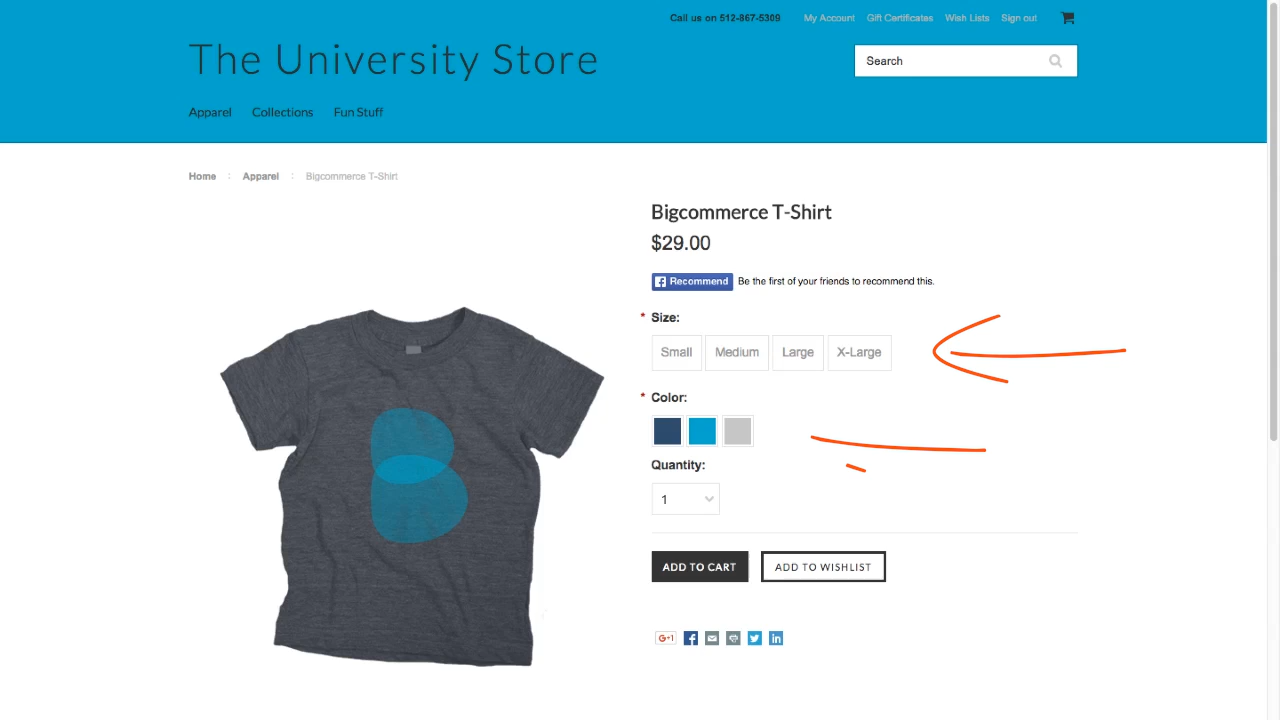 Call us on 512-867-5309 My Account Gift Certificates Wish Lists Sign out
The University Store
Search
Apparel Collections Fun Stuff
Home : Apparel : Bigcommerce T-Shirt
Bigcommerce T-Shirt
$29.00
Recommend Be the first of your friends to recommend this.
* Size:
Small Medium Large X-Large
* Color:
Quantity:
1
ADD TO CART ADD TO WISHLIST
B
G+1 f in